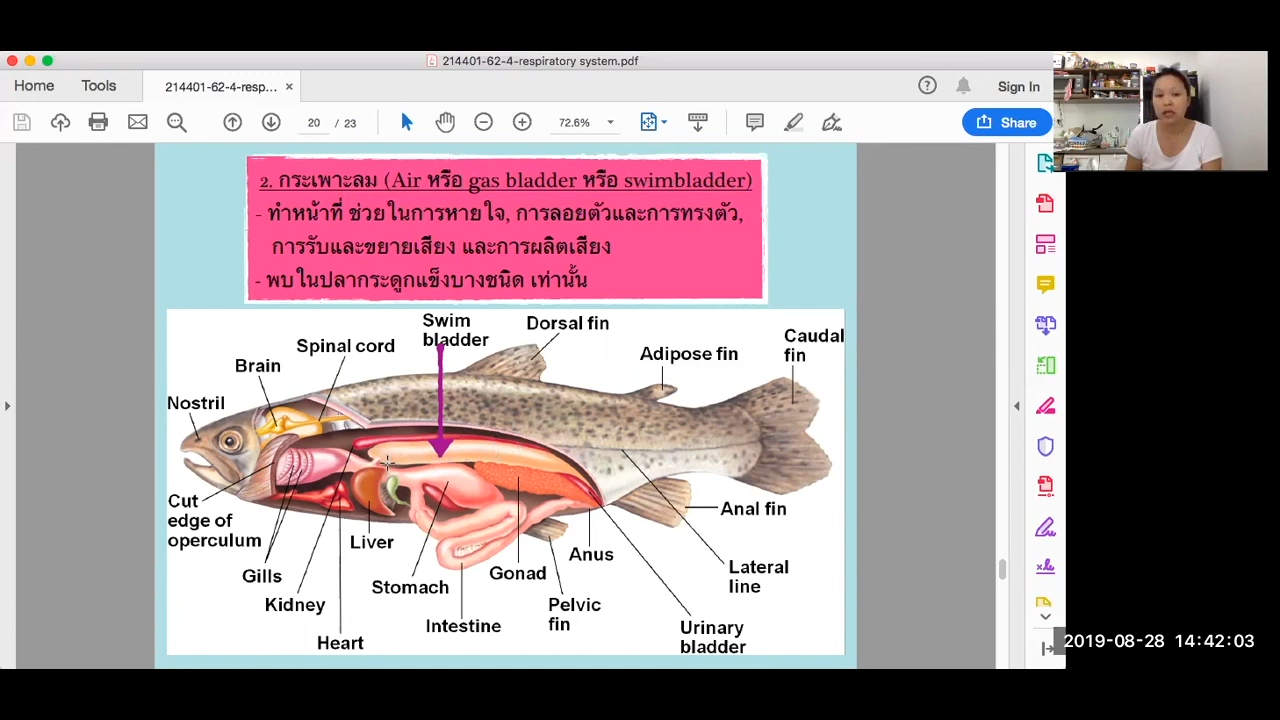 214401-62-4-respiratory system.pdf
Home
Tools
214401-62-4-resp...
Sign In
20 / 23
72.6%
Share
2. กระเพาะลม (Air หรือ gas bladder หรือ swimbladder)
- ทำหน้าที่ ช่วยในการหายใจ, การลอยตัวและการทรงตัว,
การรับและขยายเสียง และการผลิตเสียง
- พบในปลากระดูกแข็งบางชนิด เท่านั้น
Swim
bladder
Dorsal fin
Caudal
fin
Spinal cord
Adipose fin
Brain
Nostril
Cut
edge of
operculum
Anal fin
Liver
Anus
Lateral
line
Gills
Stomach
Gonad
Kidney
Pelvic
fin
Intestine
Urinary
bladder
Heart
2019-08-28 14:42:03